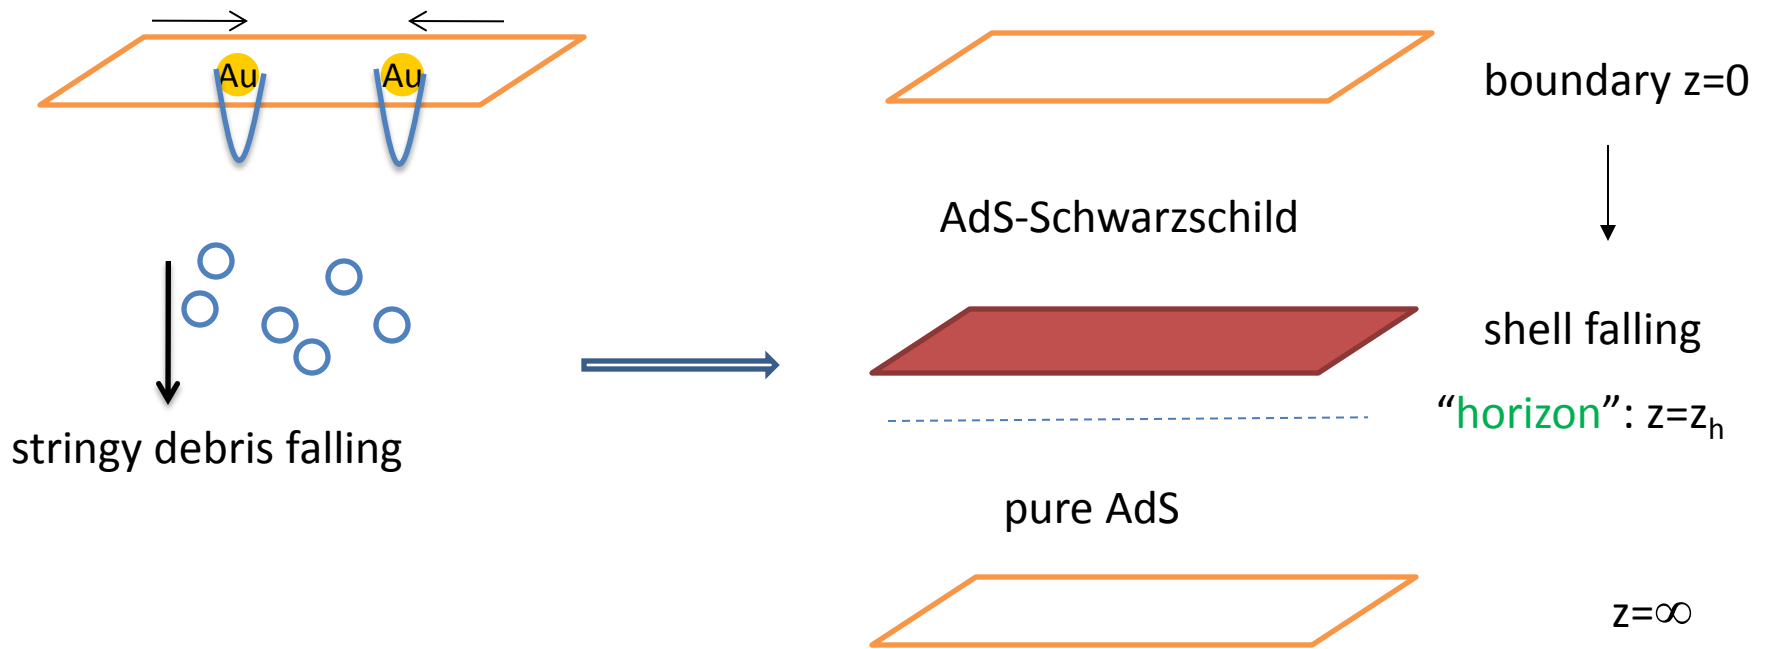 Au Au
boundary z=0
AdS-Schwarzschild
shell falling
“horizon”: z=zₕ
stringy debris falling
pure AdS
z=∞